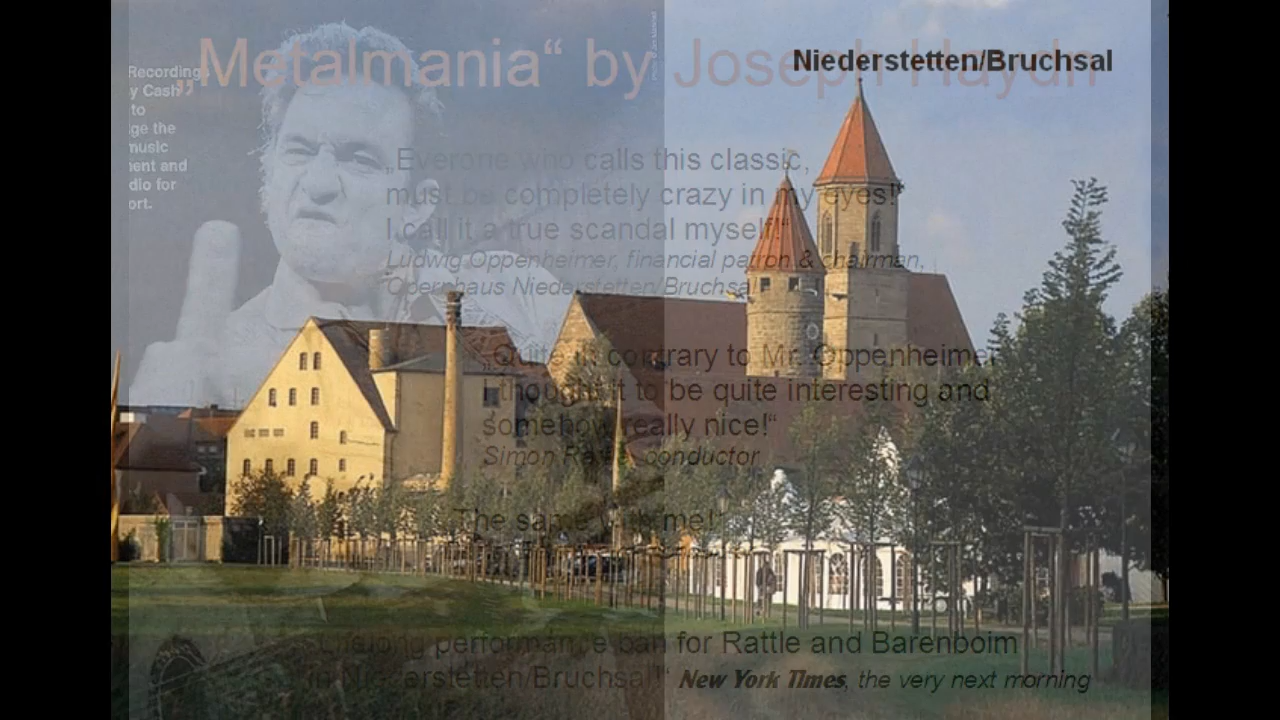 „Metalmania“ by Joseph Haydn
Niederstetten/Bruchsal
Recordings
y Cash
to
ge the
music
ent and
dio for
ort.
„Everone who calls this classic,
must be completely crazy in my eyes!
I call it a true scandal myself!“
Ludwig Oppenheimer, financial patron & chairman,
Opernhaus Niederstetten/Bruchsal
„Quite in contrary to Mr. Oppenheimer
thought it to be quite interesting and
somehow really nice!“
Simon Rattle, conductor
„The same with me!“
„Lifelong performance ban for Rattle and Barenboim
in Niederstetten/Bruchsal!“ New York Times, the very next morning